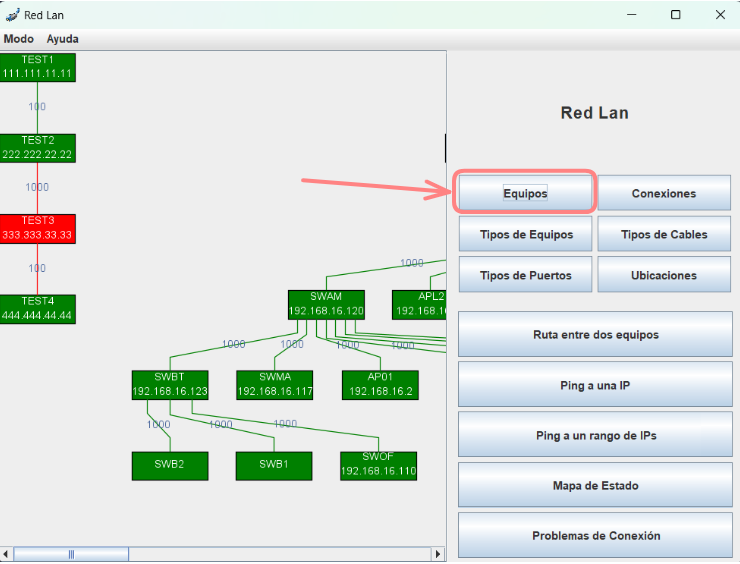 Red Lan
Modo Ayuda
TEST1
111.111.11.11
100
TEST2
222.222.22.22
1000
TEST3
333.333.33.33
100
TEST4
444.444.44.44
1000
SWAM
192.168.16.120
APL2
1000 1000 1000 1000
SWBT
192.168.16.123
SWMA
192.168.16.117
AP01
192.168.16.2
1000 1000 1000
SWB2
SWB1
SWOF
192.168.16.110
Red Lan
Equipos Conexiones
Tipos de Equipos Tipos de Cables
Tipos de Puertos Ubicaciones
Ruta entre dos equipos
Ping a una IP
Ping a un rango de IPs
Mapa de Estado
Problemas de Conexión